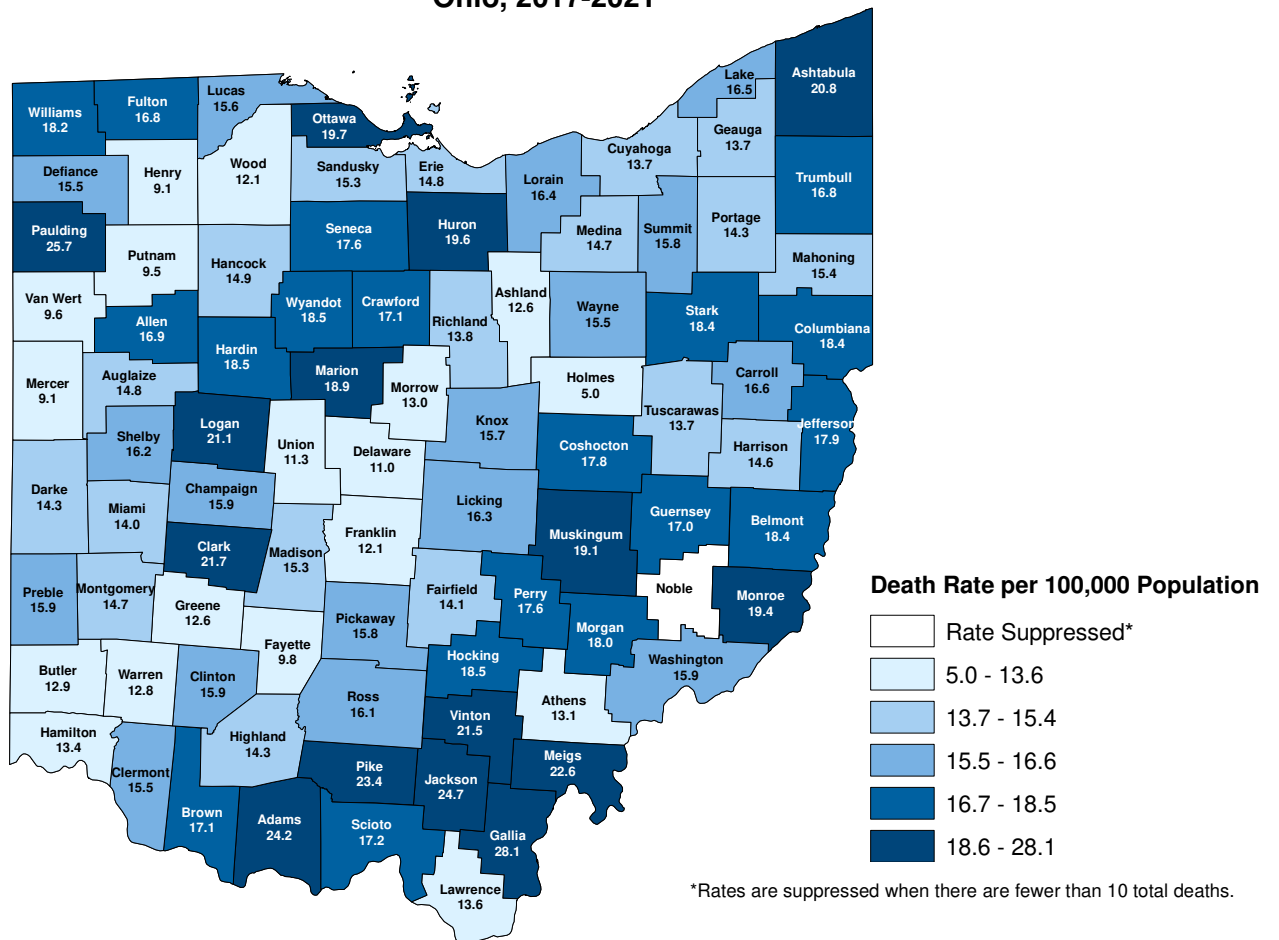 Ohio, 2017-2021
Lake
16.5
Ashtabula
20.8
Williams
18.2
Fulton
16.8
Lucas
15.6
Ottawa
19.7
Geauga
13.7
Cuyahoga
13.7
Defiance
15.5
Henry
9.1
Wood
12.1
Sandusky
15.3
Erie
14.8
Lorain
16.4
Trumbull
16.8
Paulding
25.7
Seneca
17.6
Huron
19.6
Medina
14.7
Summit
15.8
Portage
14.3
Putnam
9.5
Hancock
14.9
Mahoning
15.4
Van Wert
9.6
Allen
16.9
Wyandot
18.5
Crawford
17.1
Richland
13.8
Ashland
12.6
Wayne
15.5
Stark
18.4
Columbiana
18.4
Hardin
18.5
Mercer
9.1
Auglaize
14.8
Marion
18.9
Morrow
13.0
Holmes
5.0
Carroll
16.6
Tuscarawas
13.7
Jefferson
17.9
Logan
21.1
Shelby
16.2
Union
11.3
Delaware
11.0
Knox
15.7
Coshocton
17.8
Harrison
14.6
Darke
14.3
Miami
14.0
Champaign
15.9
Licking
16.3
Muskingum
19.1
Guernsey
17.0
Belmont
18.4
Clark
21.7
Madison
15.3
Franklin
12.1
Preble
15.9
Montgomery
14.7
Greene
12.6
Fairfield
14.1
Perry
17.6
Noble
Monroe
19.4
Pickaway
15.8
Morgan
18.0
Fayette
9.8
Hocking
18.5
Washington
15.9
Butler
12.9
Warren
12.8
Clinton
15.9
Ross
16.1
Athens
13.1
Vinton
21.5
Hamilton
13.4
Highland
14.3
Clermont
15.5
Pike
23.4
Jackson
24.7
Meigs
22.6
Brown
17.1
Adams
24.2
Scioto
17.2
Gallia
28.1
Lawrence
13.6
Death Rate per 100,000 Population
Rate Suppressed*
5.0 - 13.6
13.7 - 15.4
15.5 - 16.6
16.7 - 18.5
18.6 - 28.1
*Rates are suppressed when there are fewer than 10 total deaths.